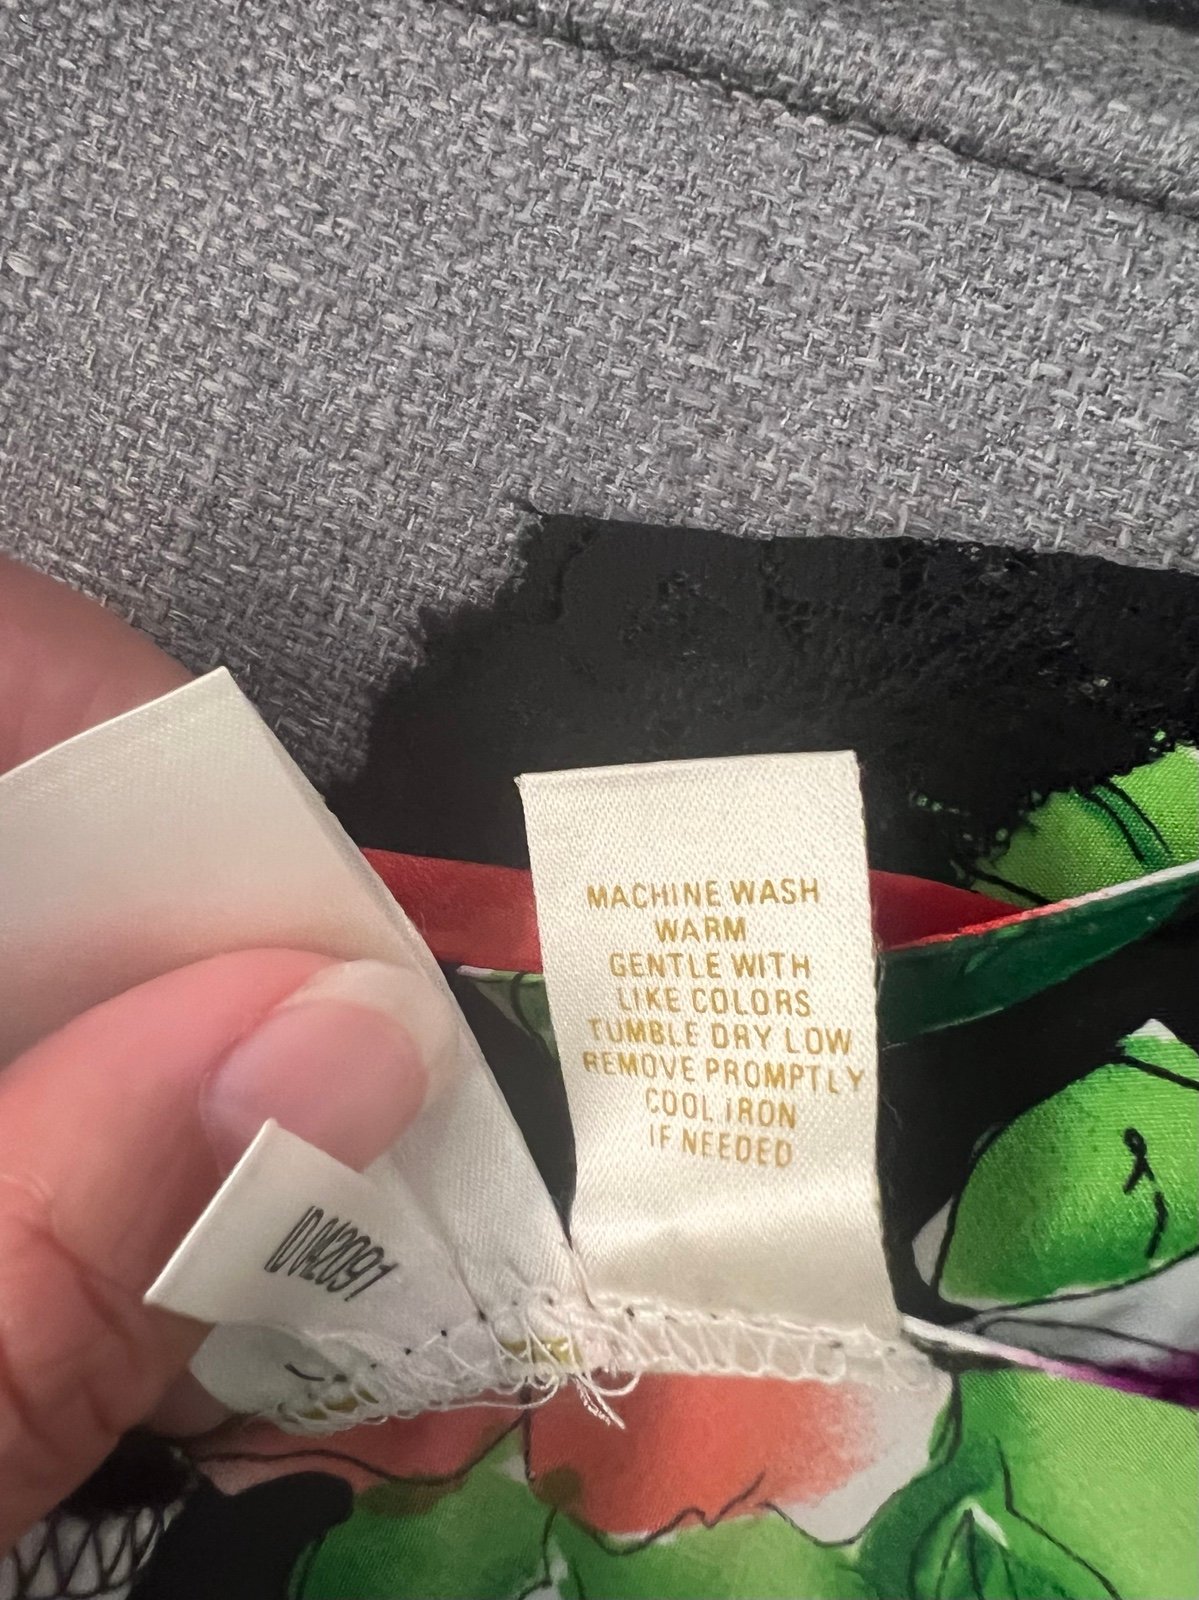 MACHINE WASH
WARM
GENTLE WITH
LIKE COLORS
TUMBLE DRY LOW
REMOVE PROMPTLY
COOL IRON
IF NEEDED
ID 042091